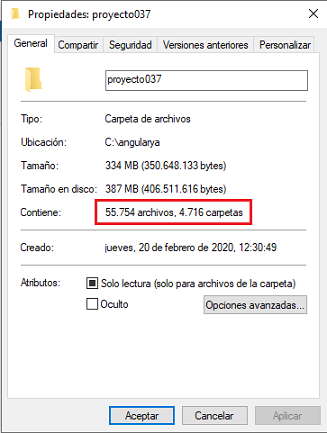 Propiedades: proyecto037
General Compartir Seguridad Versiones anteriores Personalizar
proyecto037
Tipo: Carpeta de archivos
Ubicación: C:\angularya
Tamaño: 334 MB (350.648.133 bytes)
Tamaño en disco: 387 MB (406.511.616 bytes)
Contiene: 55.754 archivos, 4.716 carpetas
Creado: jueves, 20 de febrero de 2020, 12:30:49
Atributos: Solo lectura (solo para archivos de la carpeta)
Oculto Opciones avanzadas...
Aceptar Cancelar Aplicar